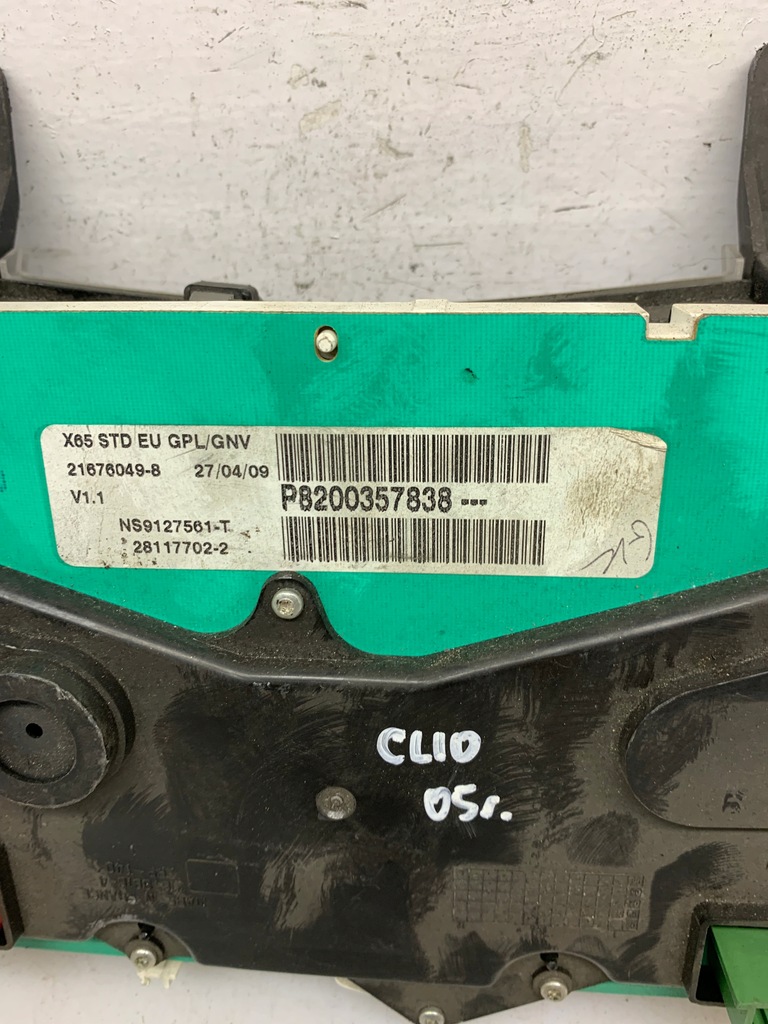 X65 STD EU GPL/GNV
21676049-8 27/04/09
V1.1
P8200357838---
NS9127561-T
28117702-2
CLIO
05r.